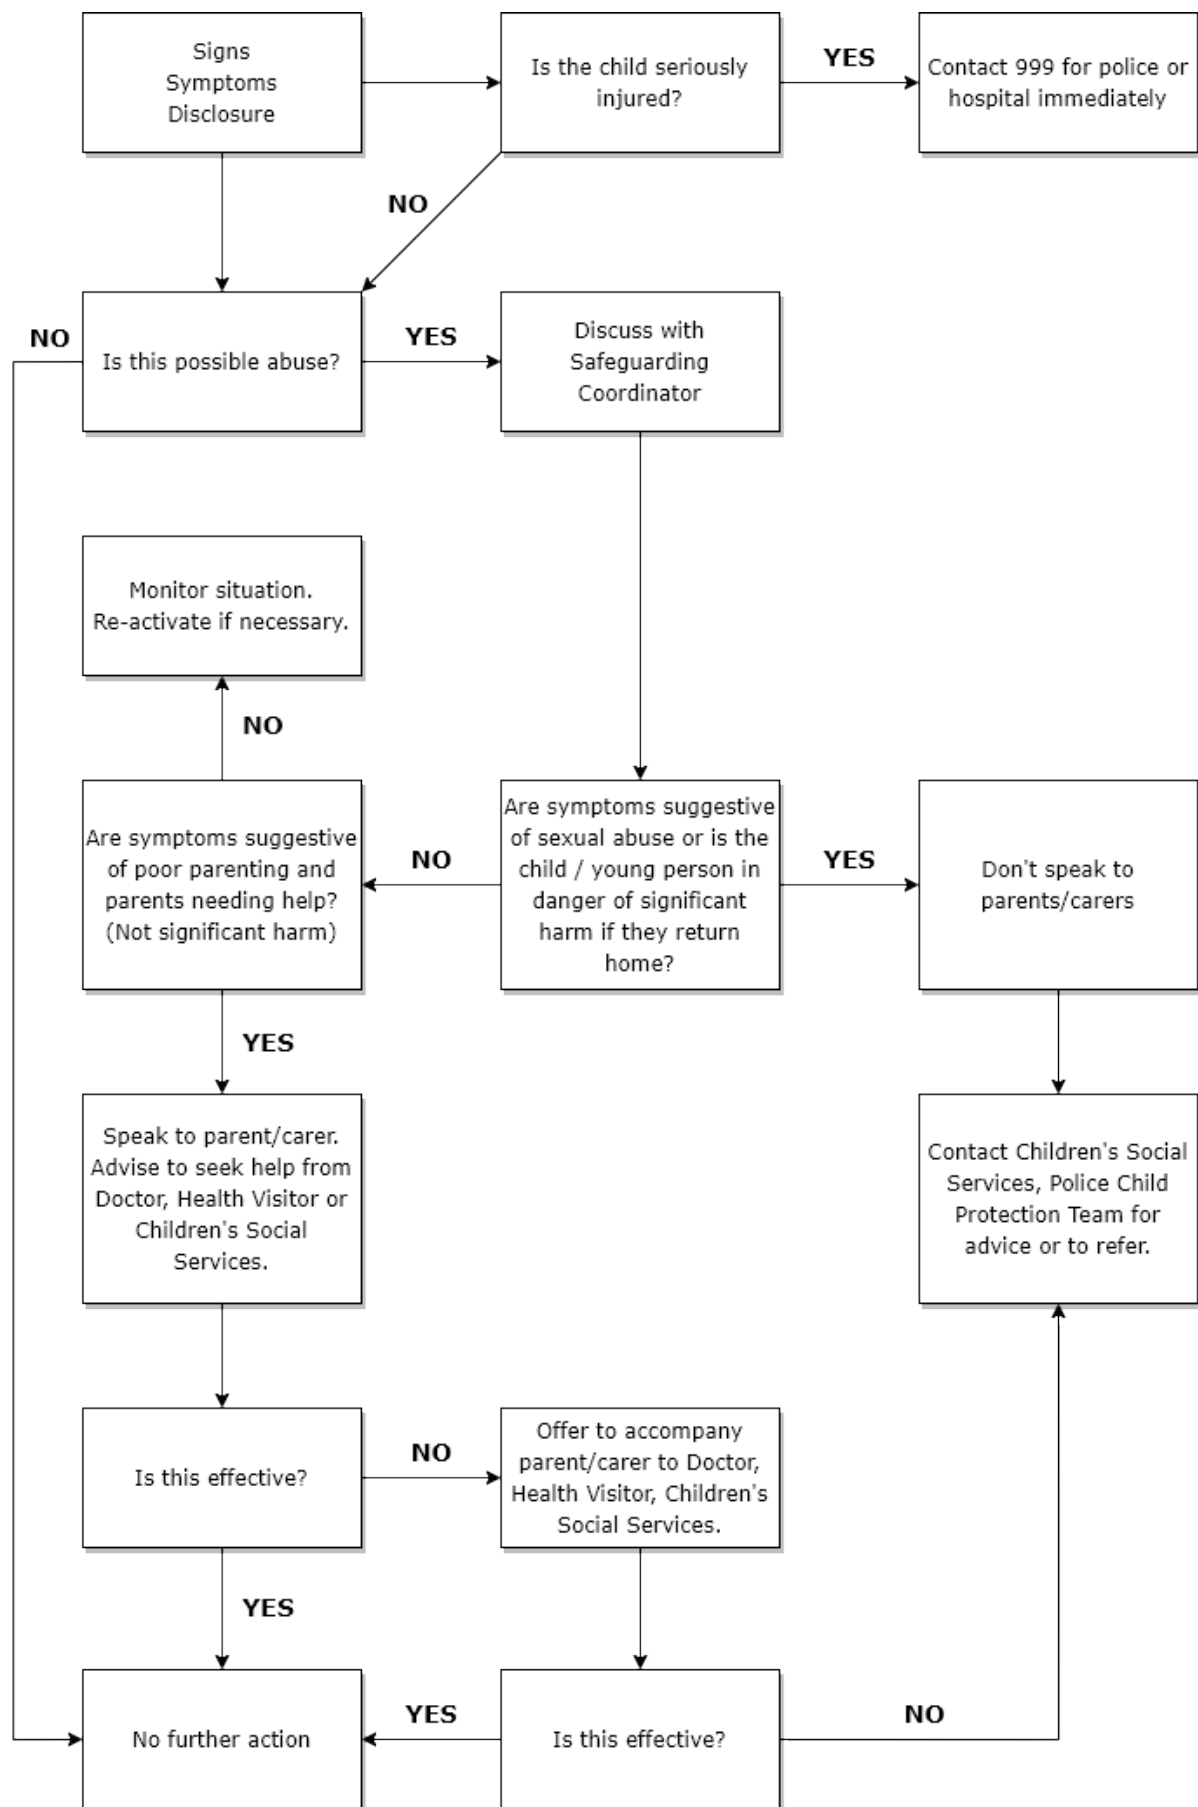 Signs
Symptoms
Disclosure
Is the child seriously
injured?
YES
Contact 999 for police or
hospital immediately
NO
NO
Is this possible abuse?
YES
Discuss with
Safeguarding
Coordinator
Monitor situation.
Re-activate if necessary.
NO
Are symptoms suggestive
of poor parenting and
parents needing help?
(Not significant harm)
NO
Are symptoms suggestive
of sexual abuse or is the
child / young person in
danger of significant
harm if they return
home?
YES
Don't speak to
parents/carers
YES
Speak to parent/carer.
Advise to seek help from
Doctor, Health Visitor or
Children's Social
Services.
Contact Children's Social
Services, Police Child
Protection Team for
advice or to refer.
Is this effective?
NO
Offer to accompany
parent/carer to Doctor,
Health Visitor, Children's
Social Services.
YES
No further action
YES
Is this effective?
NO